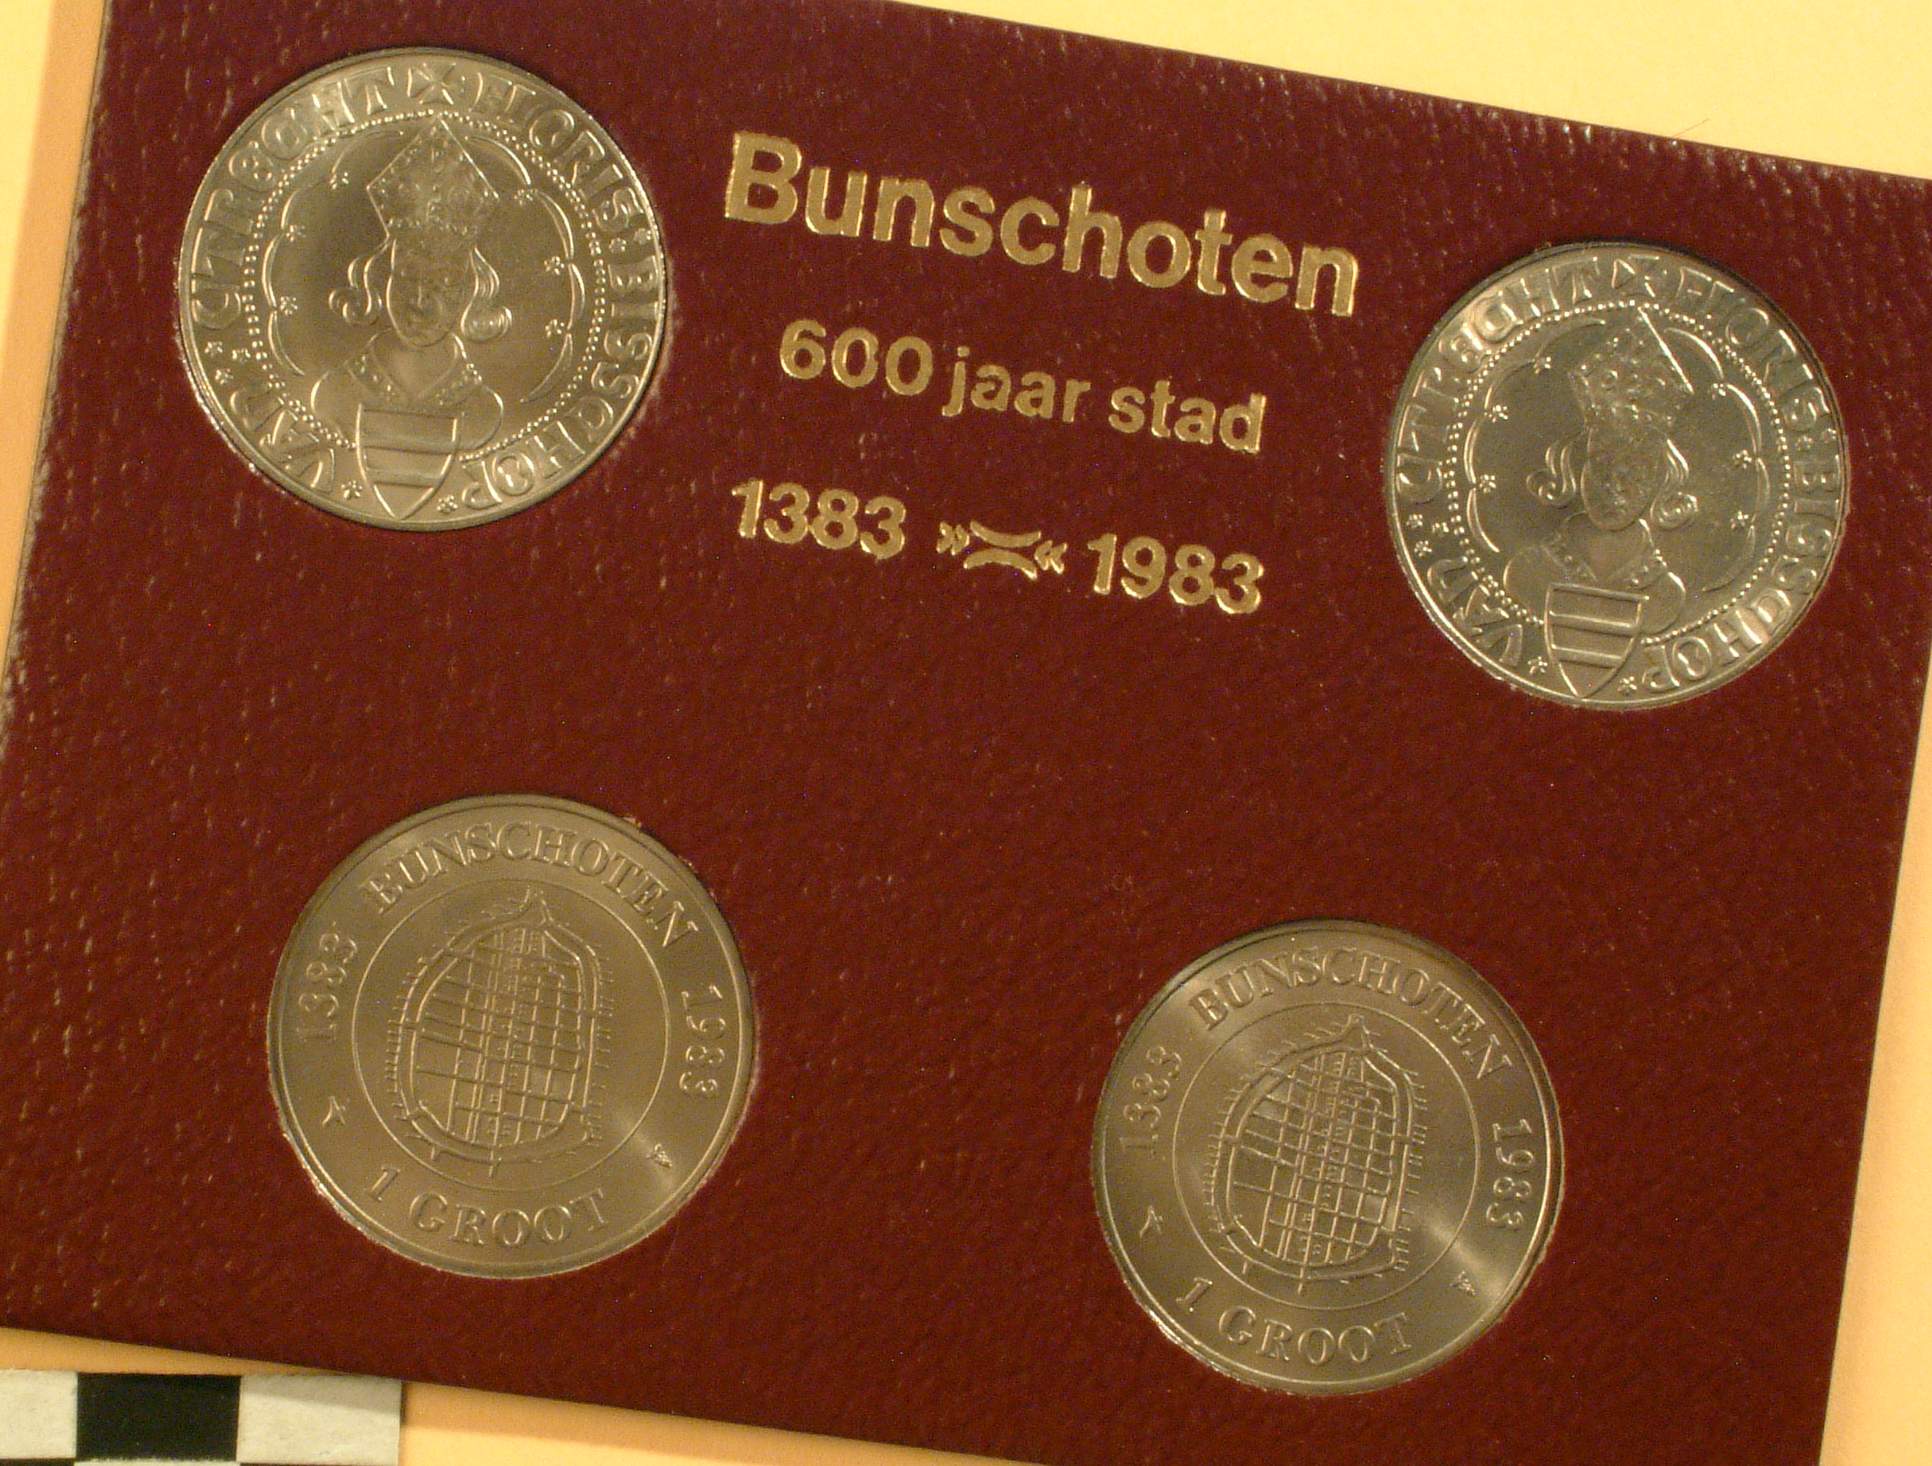 Bunschoten
600 jaar stad
1383 1983
FLORIS: BISSCHOP VAN UTRECHT
FLORIS: BISSCHOP VAN UTRECHT
1383 BUNSCHOTEN 1983
1 GROOT
1383 BUNSCHOTEN 1983
1 GROOT